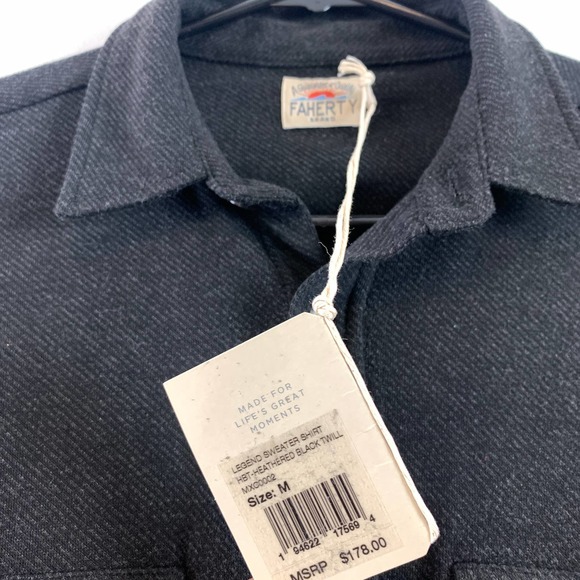 FAHERTY
BRAND
MADE FOR
LIFE'S GREAT
MOMENTS
LEGEND SWEATER SHIRT
HBT-HEATHERED BLACK TWILL
MXG0002
Size: M
1 94622 17569 4
MSRP $178.00